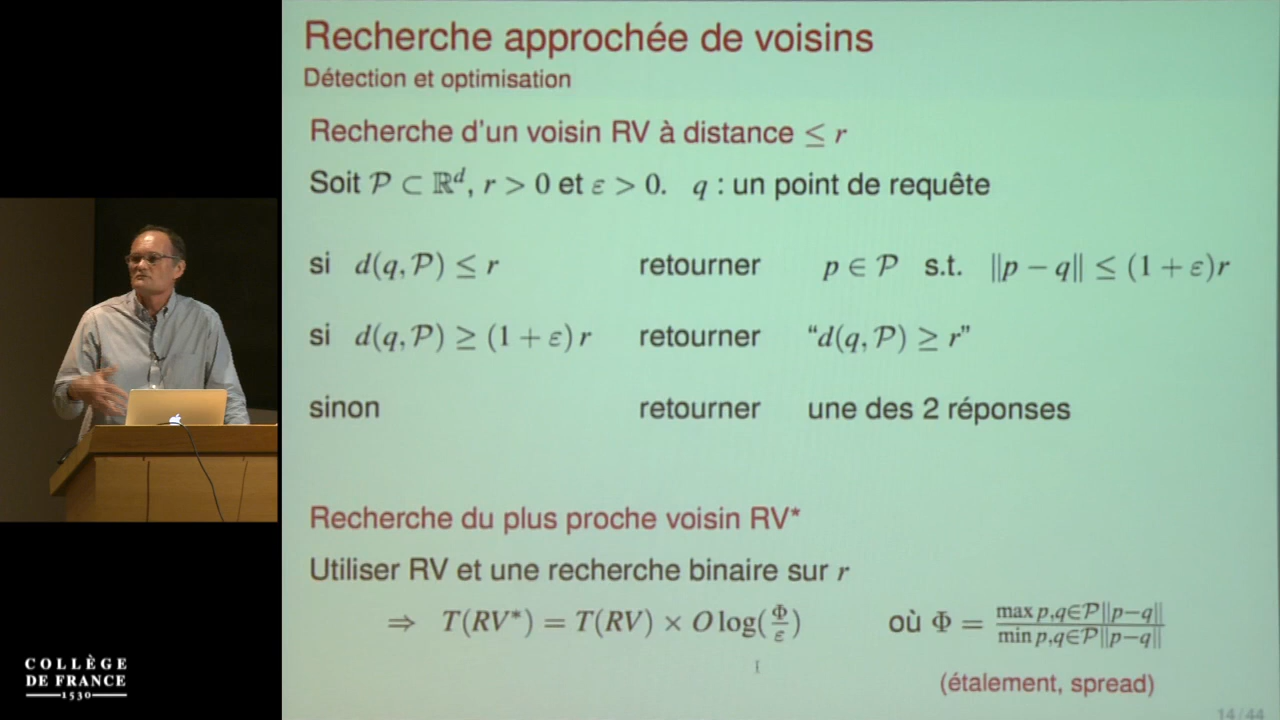 Recherche approchée de voisins
Détection et optimisation
Recherche d'un voisin RV à distance ≤ r
Soit 𝒫 ⊂ ℝ^d, r > 0 et ε > 0. q : un point de requête
si d(q, 𝒫) ≤ r retourner p ∈ 𝒫 s.t. ‖p − q‖ ≤ (1 + ε)r
si d(q, 𝒫) ≥ (1 + ε) r retourner “d(q, 𝒫) ≥ r”
sinon retourner une des 2 réponses
Recherche du plus proche voisin RV*
Utiliser RV et une recherche binaire sur r
⇒ T(RV*) = T(RV) × O log(Φ/ε) où Φ = max p,q∈𝒫‖p−q‖ / min p,q∈𝒫‖p−q‖
(étalement, spread)
14 / 44
COLLÈGE
DE FRANCE
1530